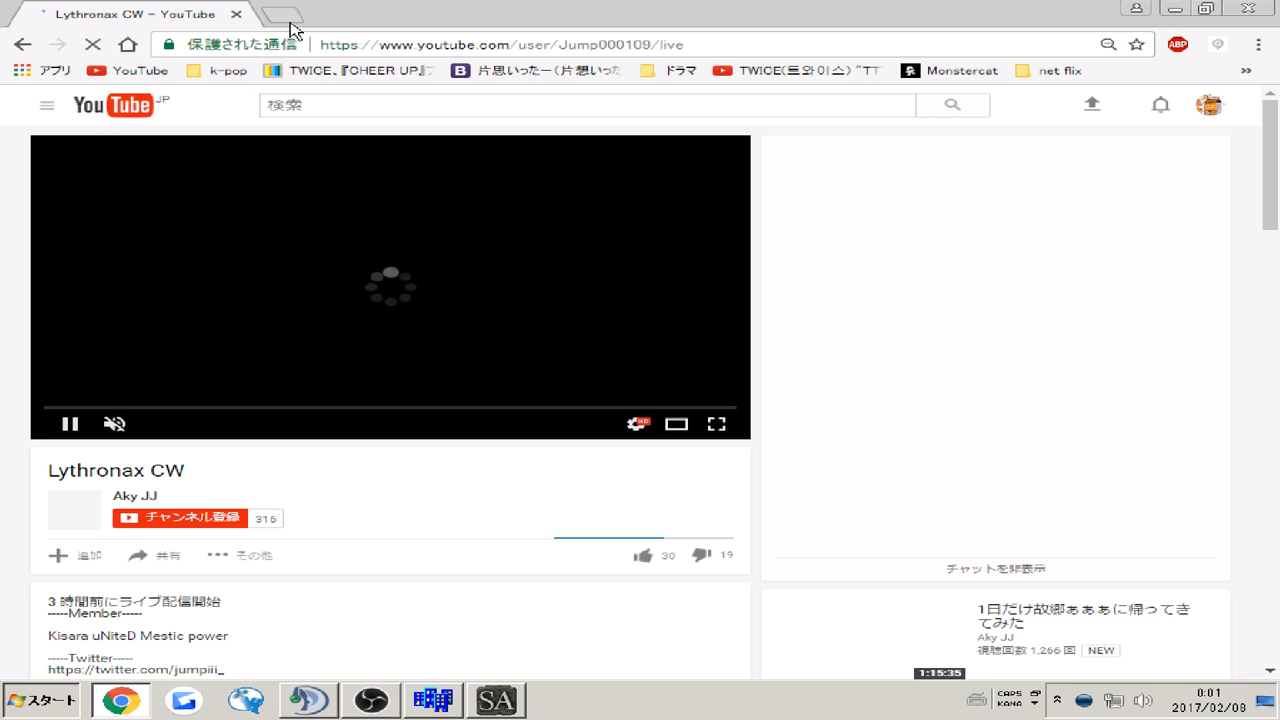 Lythronax CW - YouTube
保護された通信 https://www.youtube.com/user/Jump000109/live
ABP
アプリ YouTube k-pop TWICE、『CHEER UP』 B 片思いったー(片想いった ドラマ TWICE(트와이스) "TT Monstercat net flix »
YouTube JP 検索
Lythronax CW
Aky JJ
チャンネル登録 316
追加 共有 その他 30 19
チャットを非表示
3 時間前にライブ配信開始
-----Member-----
Kisara uNiteD Mestic power
-----Twitter-----
https://twitter.com/jumpiii_
1日だけ故郷ぁぁぁに帰ってき
てみた
Aky JJ
視聴回数 1,266 回 NEW
1:15:35
スタート SA CAPS KANA 0:01
2017/02/08